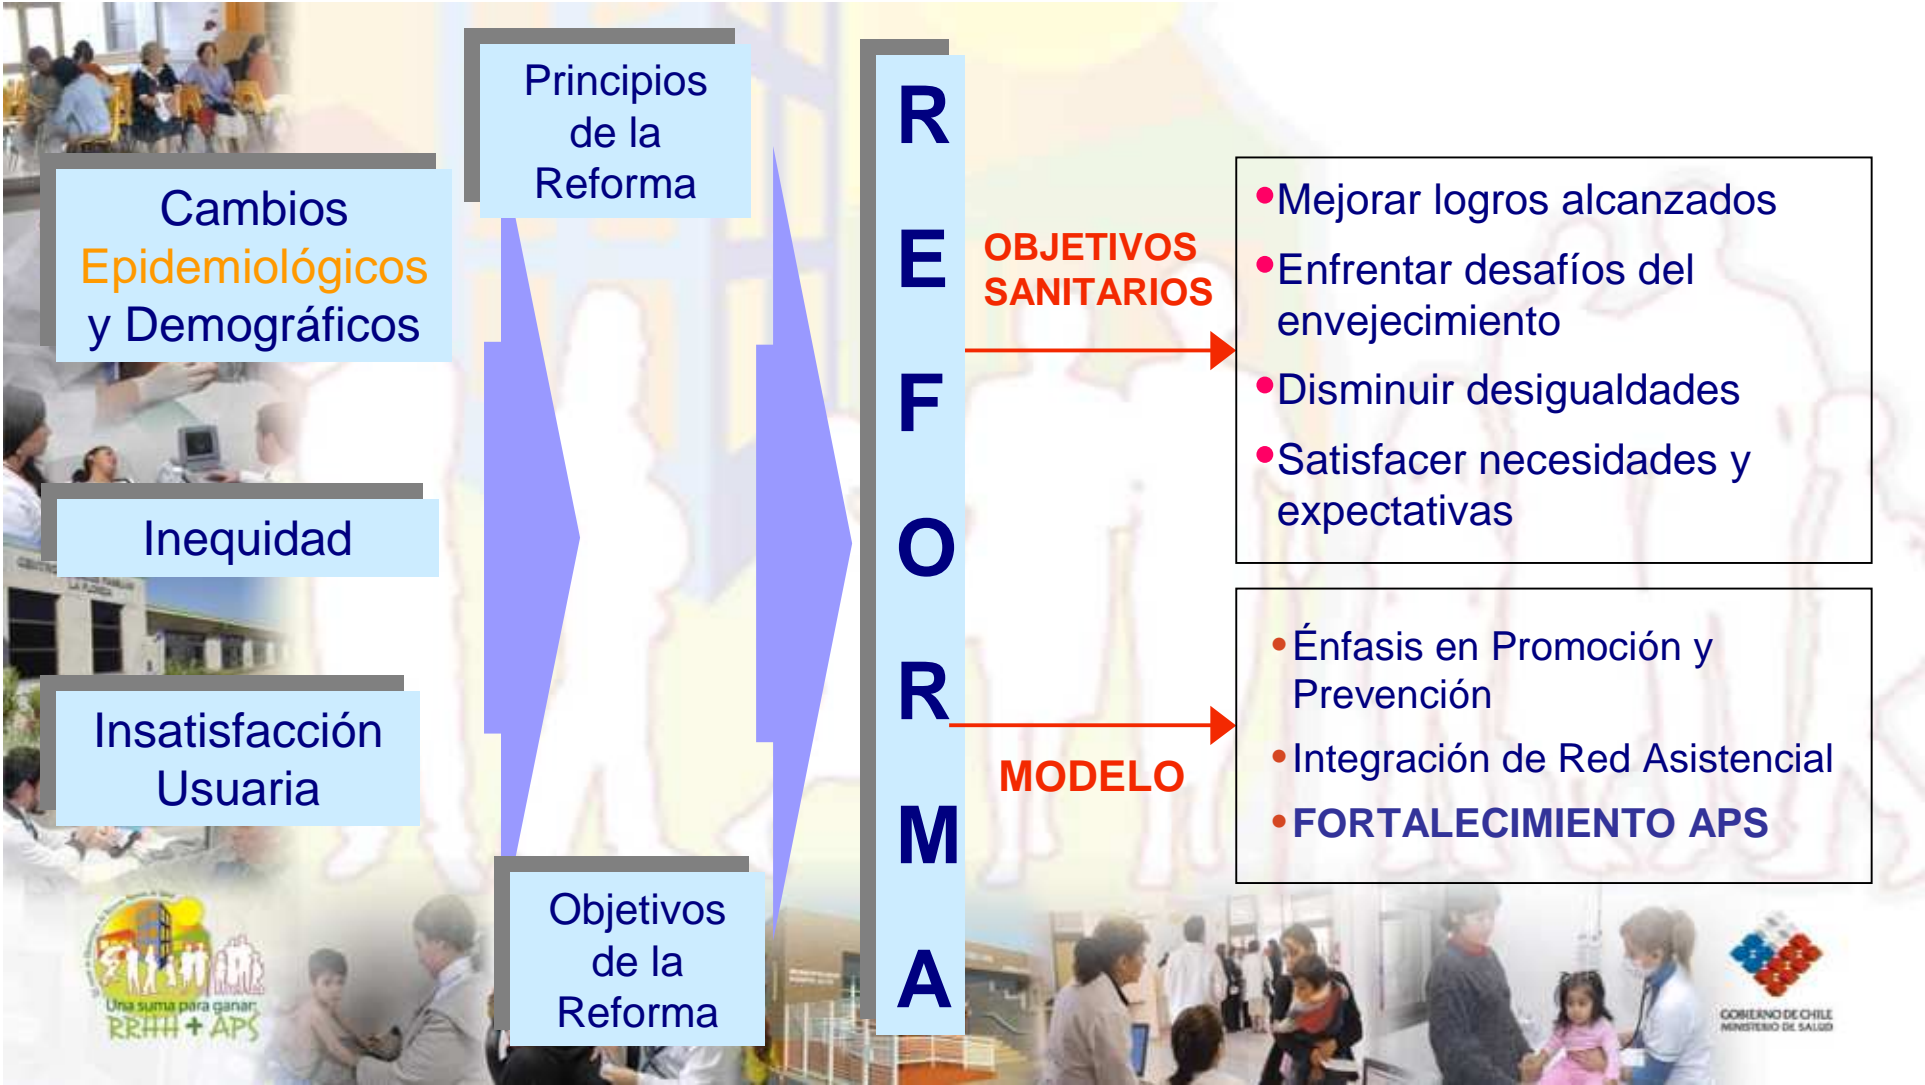 Principios
de la
Reforma
Cambios
Epidemiológicos
y Demográficos
Inequidad
Insatisfacción
Usuaria
Objetivos
de la
Reforma
R
E
F
O
R
M
A
OBJETIVOS
SANITARIOS
•Mejorar logros alcanzados
•Enfrentar desafíos del
envejecimiento
•Disminuir desigualdades
•Satisfacer necesidades y
expectativas
MODELO
•Énfasis en Promoción y
Prevención
•Integración de Red Asistencial
•FORTALECIMIENTO APS
LA FLORIDA
Una suma para ganar:
RRHH + APS
GOBIERNO DE CHILE
MINISTERIO DE SALUD